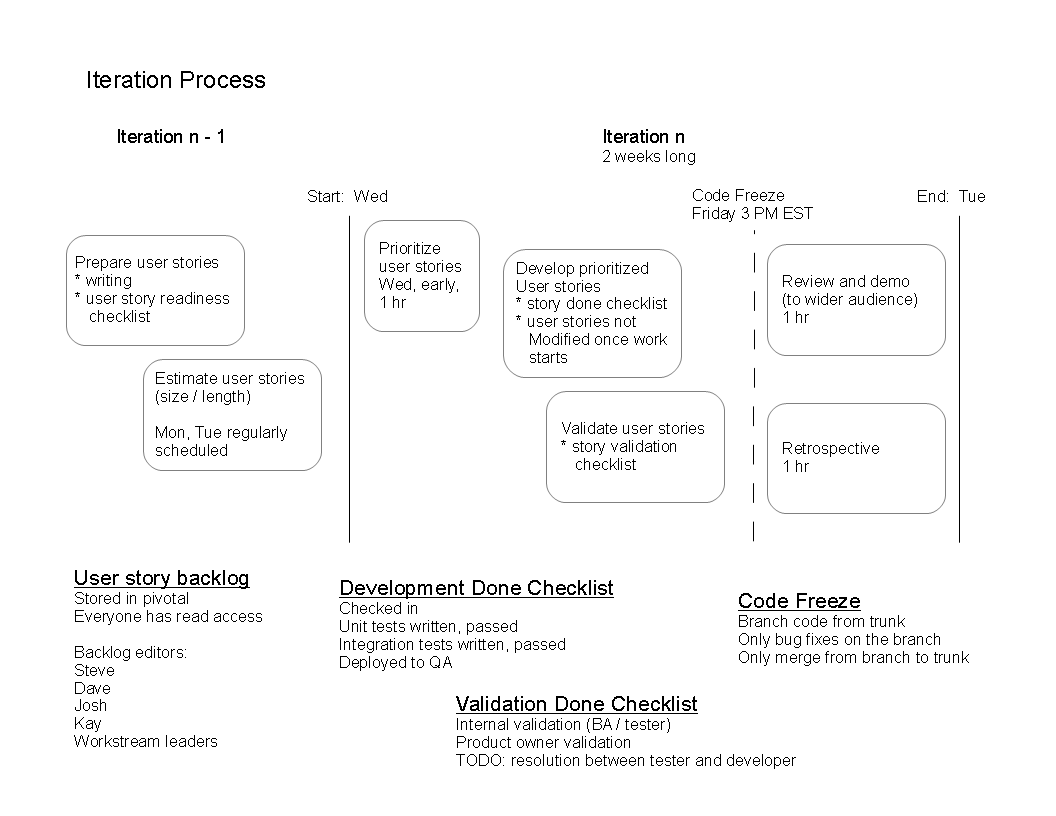 Iteration Process
Iteration n - 1
Iteration n
2 weeks long
Start: Wed
Code Freeze
Friday 3 PM EST
End: Tue
Prepare user stories
* writing
* user story readiness
checklist
Estimate user stories
(size / length)
Mon, Tue regularly
scheduled
Prioritize
user stories
Wed, early,
1 hr
Develop prioritized
User stories
* story done checklist
* user stories not
Modified once work
starts
Validate user stories
* story validation
checklist
Review and demo
(to wider audience)
1 hr
Retrospective
1 hr
User story backlog
Stored in pivotal
Everyone has read access
Backlog editors:
Steve
Dave
Josh
Kay
Workstream leaders
Development Done Checklist
Checked in
Unit tests written, passed
Integration tests written, passed
Deployed to QA
Validation Done Checklist
Internal validation (BA / tester)
Product owner validation
TODO: resolution between tester and developer
Code Freeze
Branch code from trunk
Only bug fixes on the branch
Only merge from branch to trunk